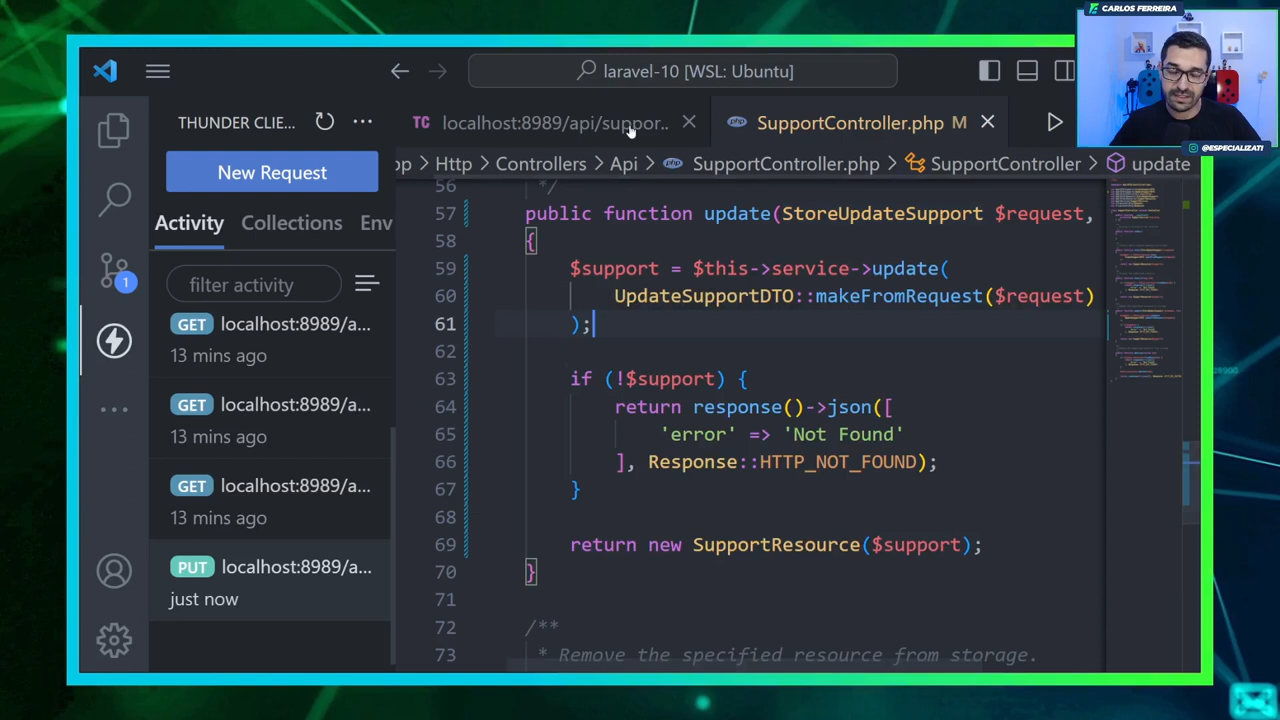 CARLOS FERREIRA
@ESPECIALIZATI
laravel-10 [WSL: Ubuntu]
THUNDER CLIE...
New Request
Activity Collections Env
filter activity
GET localhost:8989/a...
13 mins ago
GET localhost:8989/a...
13 mins ago
GET localhost:8989/a...
13 mins ago
PUT localhost:8989/a...
just now
1
TC localhost:8989/api/suppor..
php SupportController.php M
pp > Http > Controllers > Api > php SupportController.php > SupportController > update
56 */
57 public function update(StoreUpdateSupport $request,
58 {
59 $support = $this->service->update(
60 UpdateSupportDTO::makeFromRequest($request)
61 );
62
63 if (!$support) {
64 return response()->json([
65 'error' => 'Not Found'
66 ], Response::HTTP_NOT_FOUND);
67 }
68
69 return new SupportResource($support);
70 }
71
72 /**
73 * Remove the specified resource from storage.